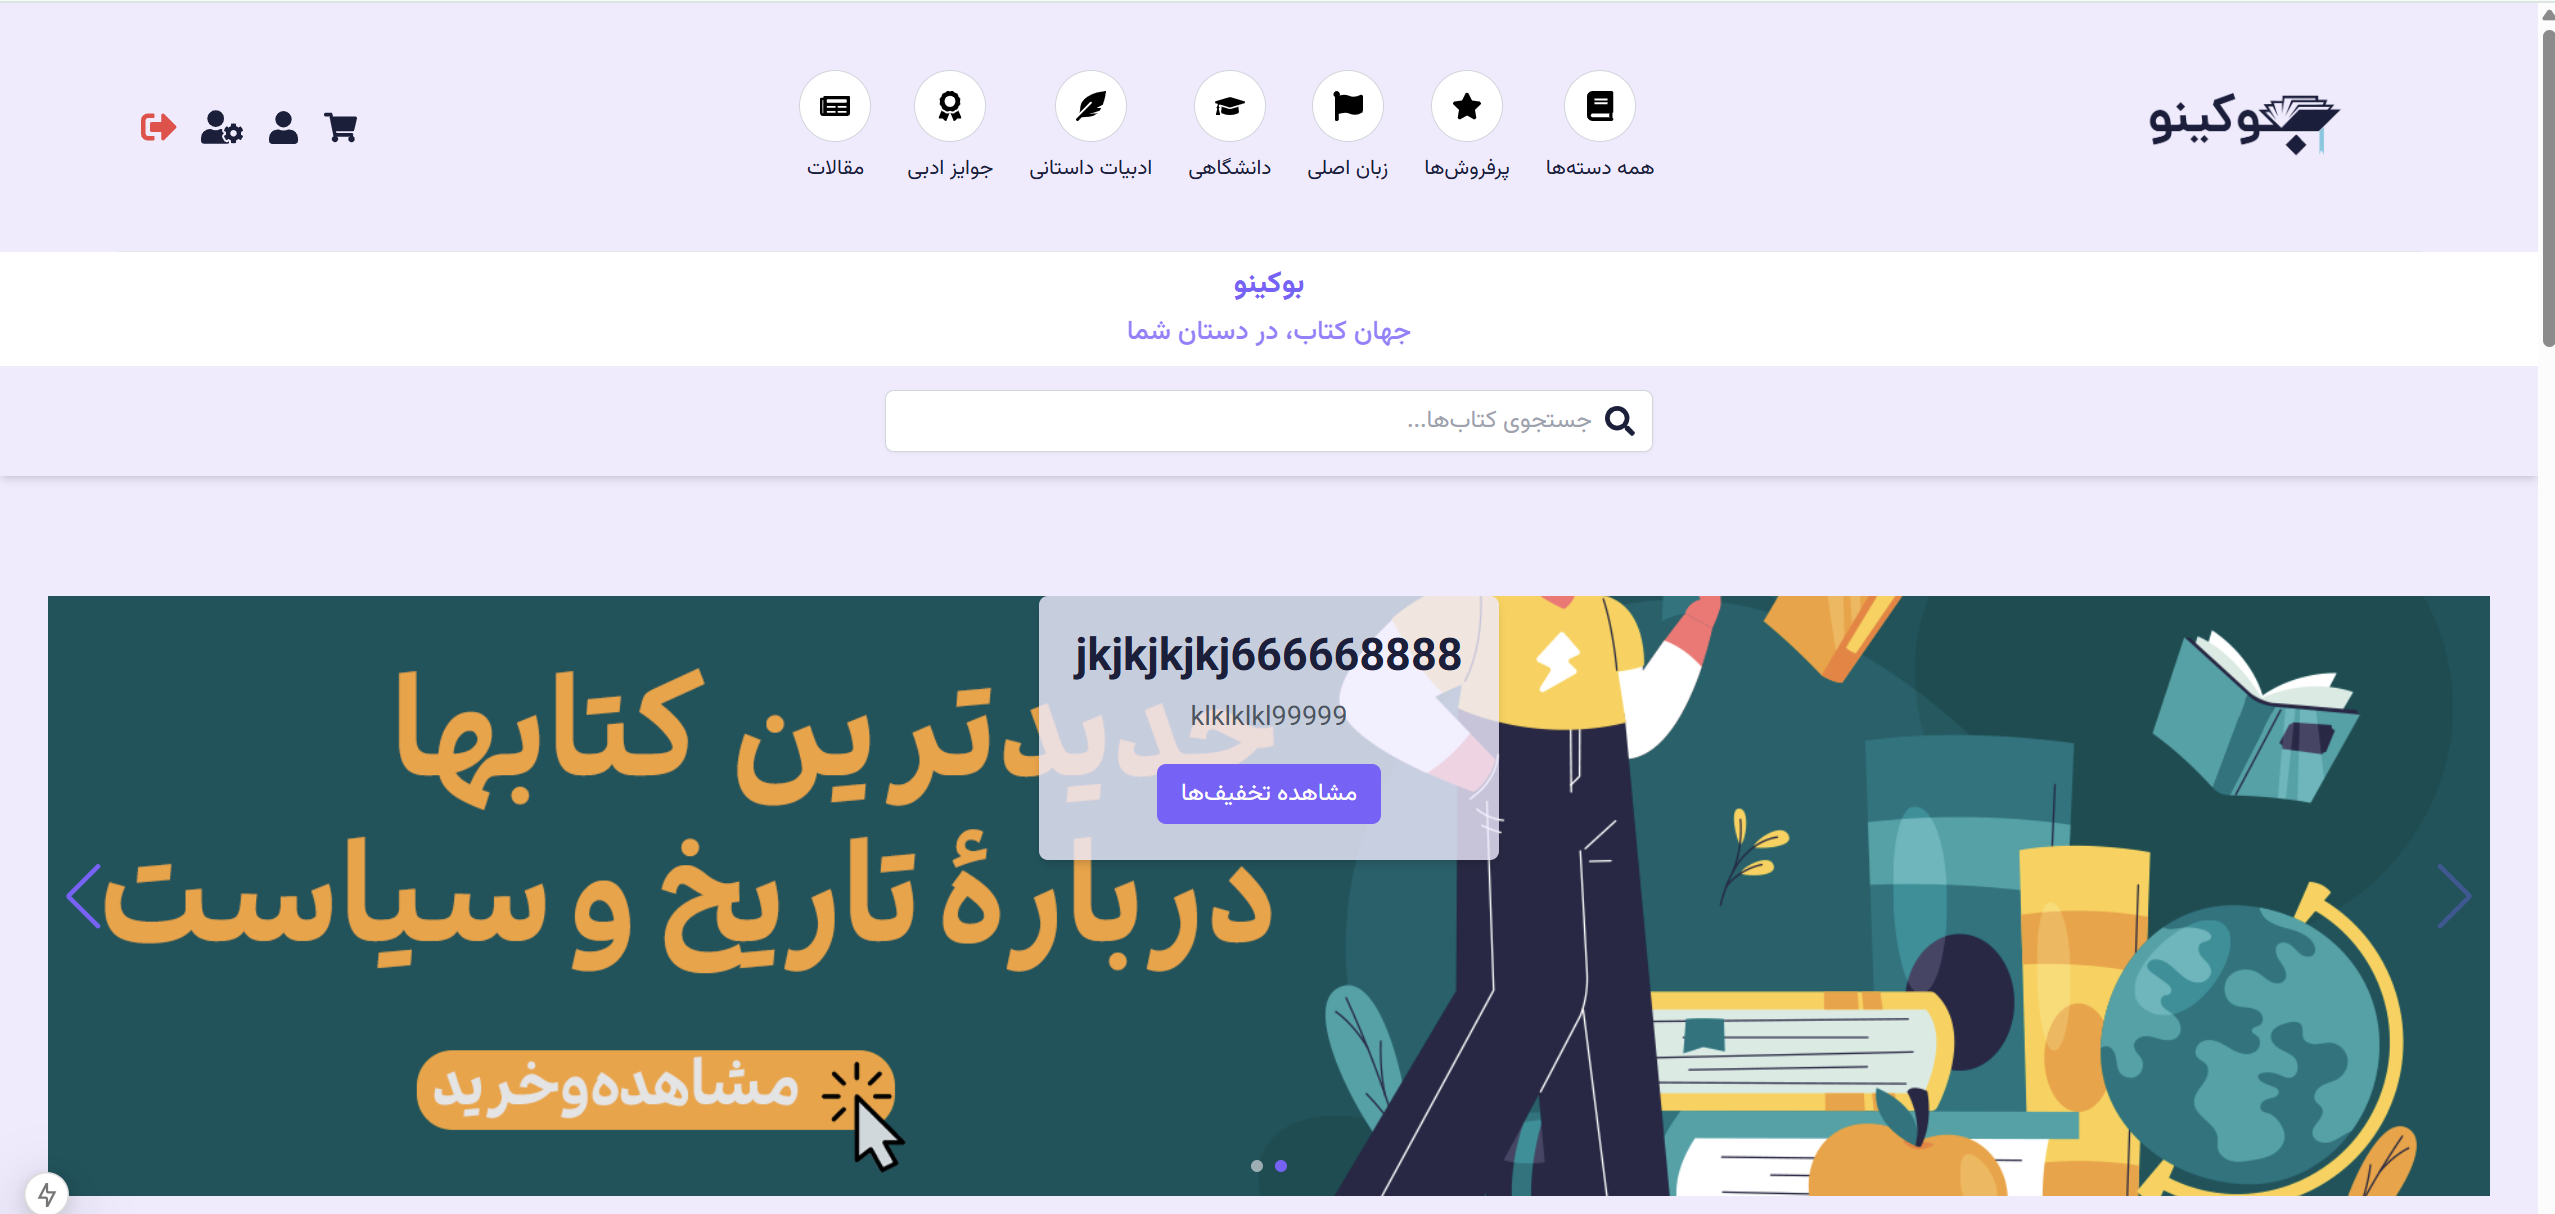 بوکینو
همه دسته‌ها
پرفروش‌ها
زبان اصلی
دانشگاهی
ادبیات داستانی
جوایز ادبی
مقالات
بوکینو
جهان کتاب، در دستان شما
جستجوی کتاب‌ها...
jkjkjkjkj666668888
klklklkl99999
مشاهده تخفیف‌ها
جدیدترین کتابها
دربارهٔ تاریخ و سیاست
مشاهده‌وخرید